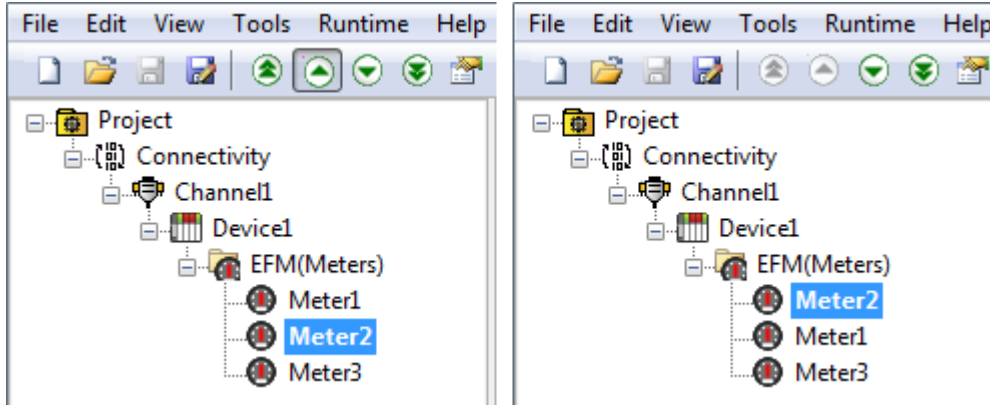 File Edit View Tools Runtime Help
Project
Connectivity
Channel1
Device1
EFM(Meters)
Meter1
Meter2
Meter3
File Edit View Tools Runtime Help
Project
Connectivity
Channel1
Device1
EFM(Meters)
Meter2
Meter1
Meter3